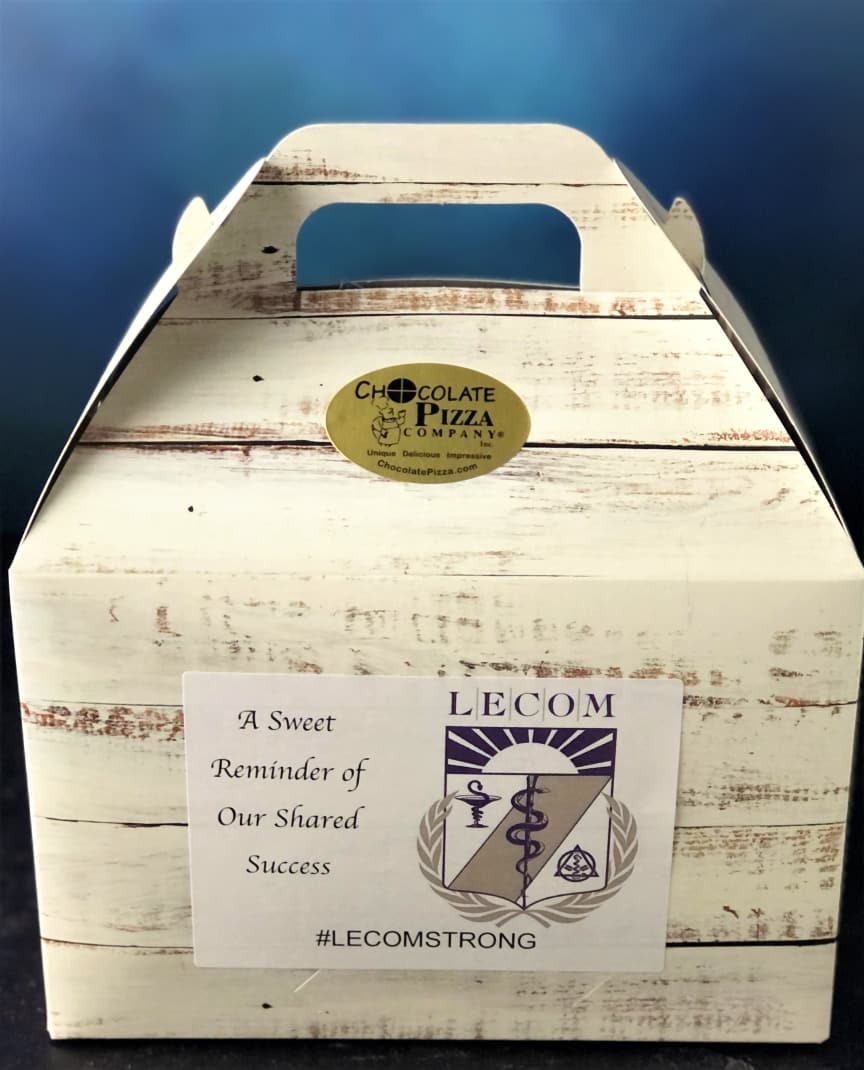 CHOCOLATE
PIZZA
COMPANY®
Inc.
Unique Delicious Impressive
ChocolatePizza.com
LECOM
A Sweet
Reminder of
Our Shared
Success
#LECOMSTRONG